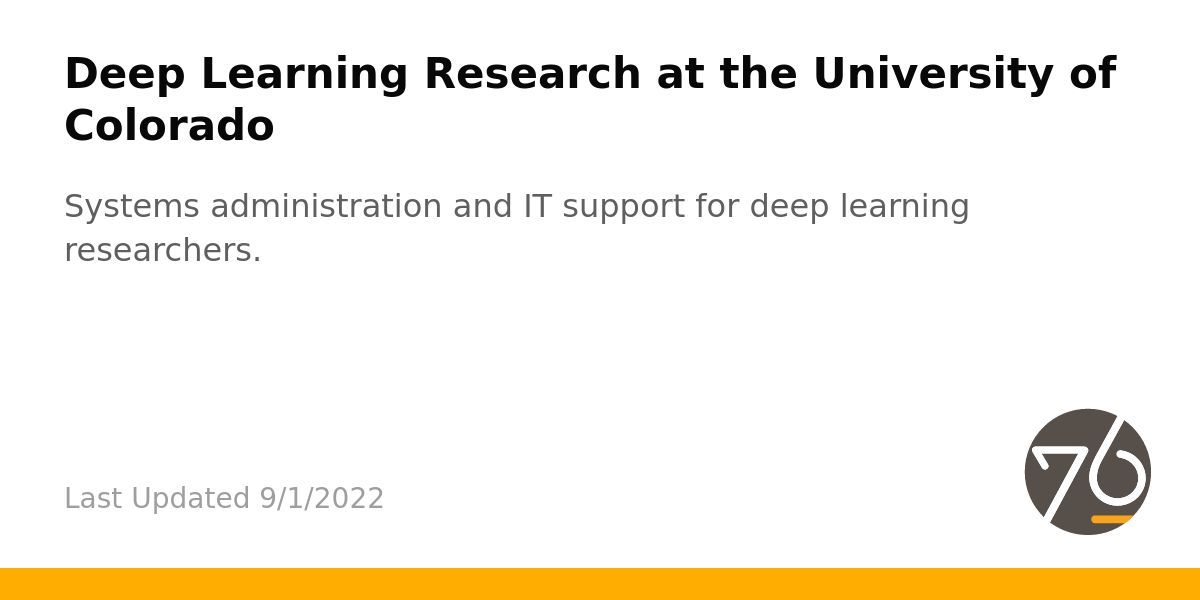 Deep Learning Research at the University of
Colorado
Systems administration and IT support for deep learning
researchers.
Last Updated 9/1/2022
76